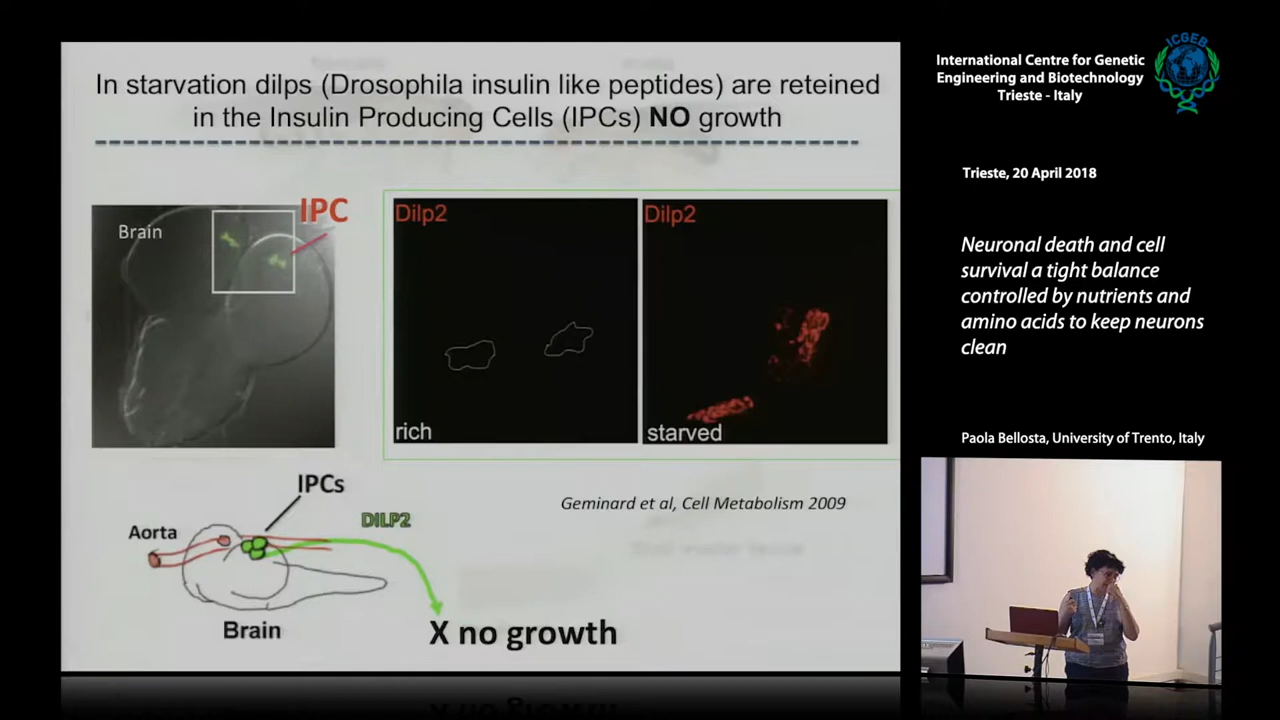 In starvation dilps (Drosophila insulin like peptides) are reteined
in the Insulin Producing Cells (IPCs) NO growth
Brain
IPC
Dilp2
rich
Dilp2
starved
Geminard et al, Cell Metabolism 2009
IPCs
Aorta
DILP2
Brain
X no growth
International Centre for Genetic
Engineering and Biotechnology
Trieste - Italy
ICGEB
Trieste, 20 April 2018
Neuronal death and cell
survival a tight balance
controlled by nutrients and
amino acids to keep neurons
clean
Paola Bellosta, University of Trento, Italy